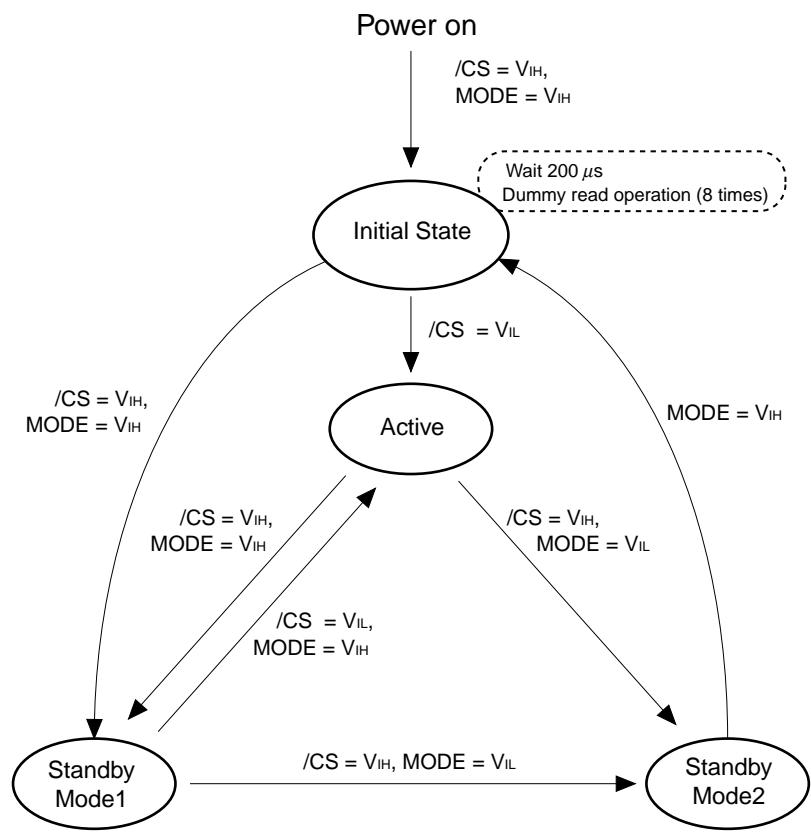 Power on
/CS = VIH,
MODE = VIH
Wait 200 μs
Dummy read operation (8 times)
Initial State
/CS = VIL
/CS = VIH,
MODE = VIH
MODE = VIH
Active
/CS = VIH,
MODE = VIH
/CS = VIH,
MODE = VIL
/CS = VIL,
MODE = VIH
Standby
Mode1
/CS = VIH, MODE = VIL
Standby
Mode2